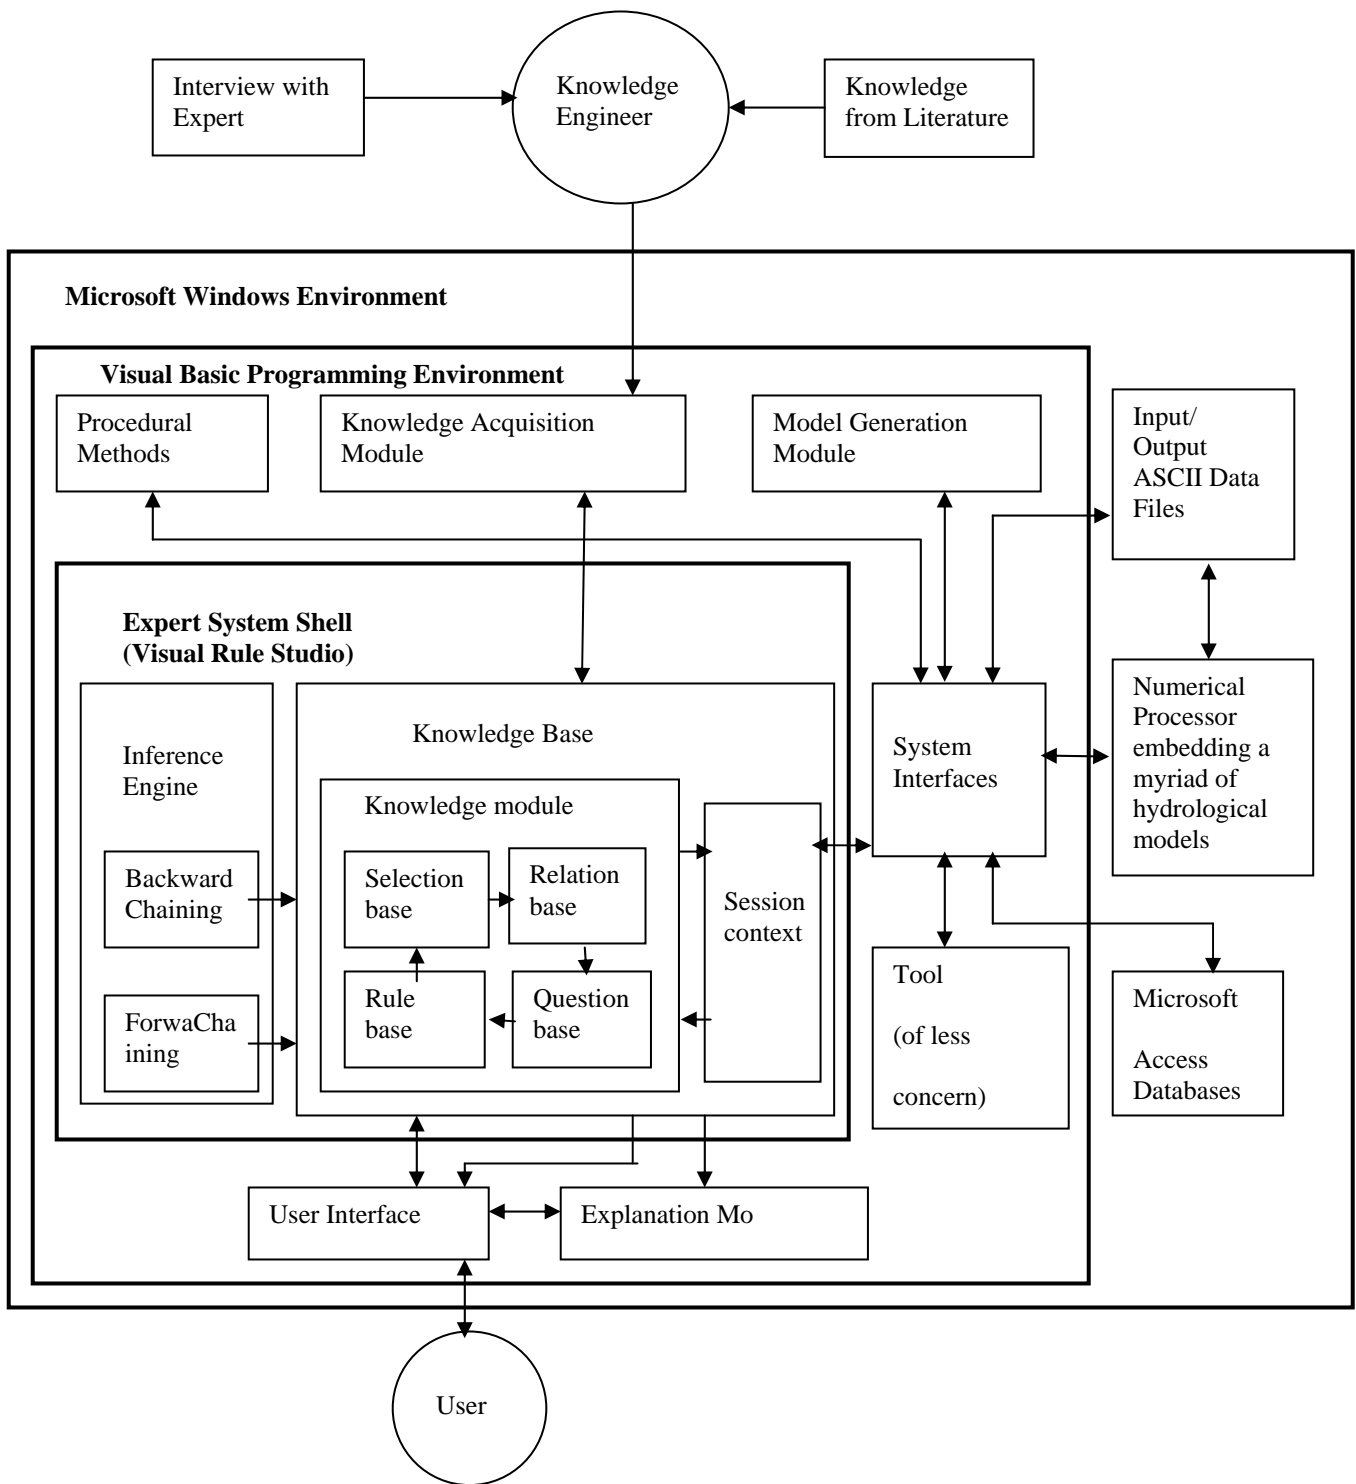 Interview with
Expert
Knowledge
Engineer
Knowledge
from Literature
Microsoft Windows Environment
Visual Basic Programming Environment
Procedural
Methods
Knowledge Acquisition
Module
Model Generation
Module
Input/
Output
ASCII Data
Files
Expert System Shell
(Visual Rule Studio)
Inference
Engine
Backward
Chaining
ForwaCha
ining
Knowledge Base
Knowledge module
Selection
base
Relation
base
Rule
base
Question
base
Session
context
System
Interfaces
Numerical
Processor
embedding a
myriad of
hydrological
models
Tool
(of less
concern)
Microsoft
Access
Databases
User Interface
Explanation Mo
User